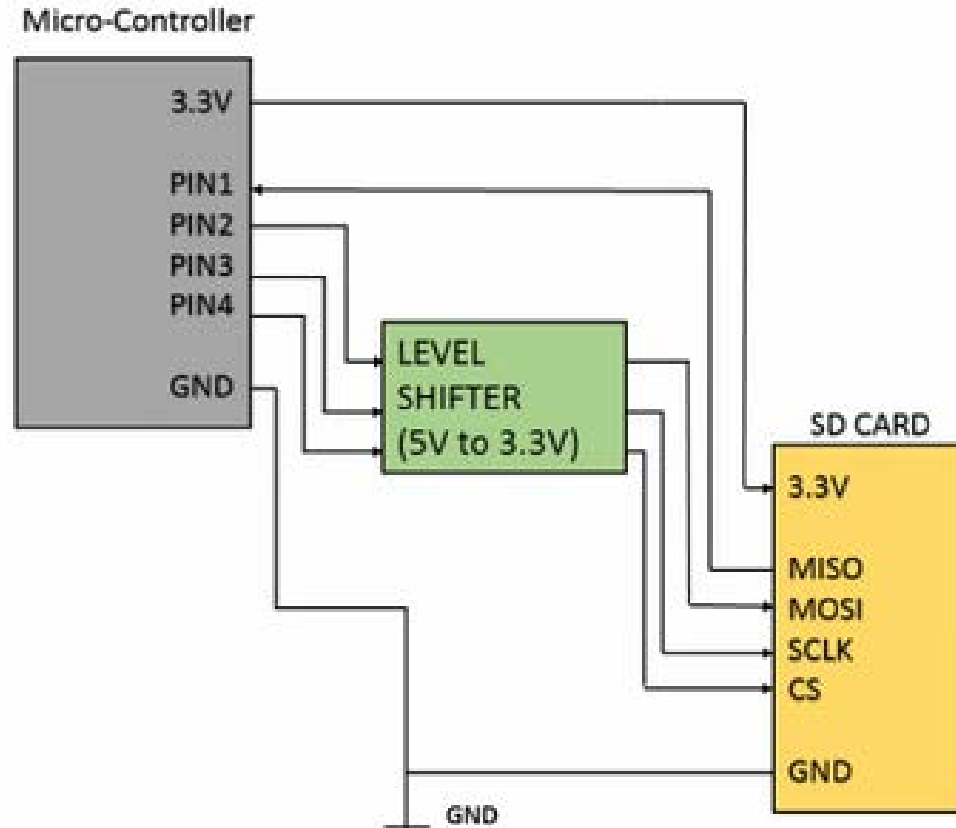 Micro-Controller
3.3V
PIN1
PIN2
PIN3
PIN4
GND
LEVEL
SHIFTER
(5V to 3.3V)
SD CARD
3.3V
MISO
MOSI
SCLK
CS
GND
GND